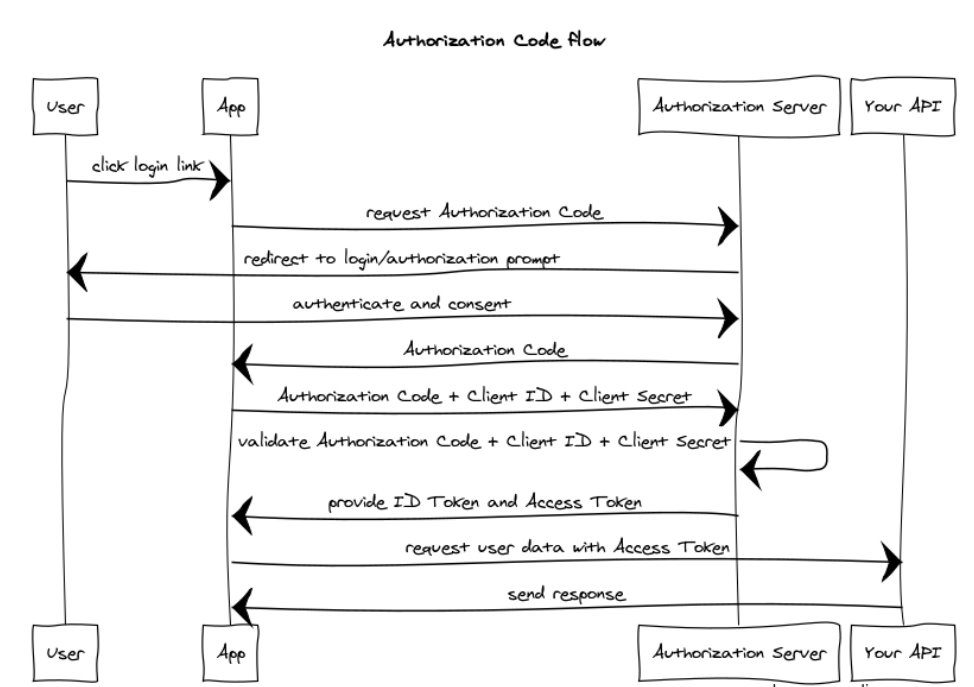 Authorization Code flow
User
App
Authorization Server
Your API
click login link
request Authorization Code
redirect to login/authorization prompt
authenticate and consent
Authorization Code
Authorization Code + Client ID + Client Secret
validate Authorization Code + Client ID + Client Secret
provide ID Token and Access Token
request user data with Access Token
send response
User
App
Authorization Server
Your API